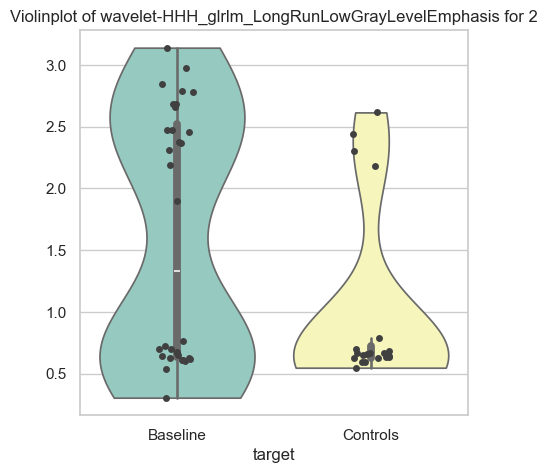 Violinplot of wavelet-HHH_glrlm_LongRunLowGrayLevelEmphasis for 2
3.0
2.5
2.0
1.5
1.0
0.5
Baseline
Controls
target